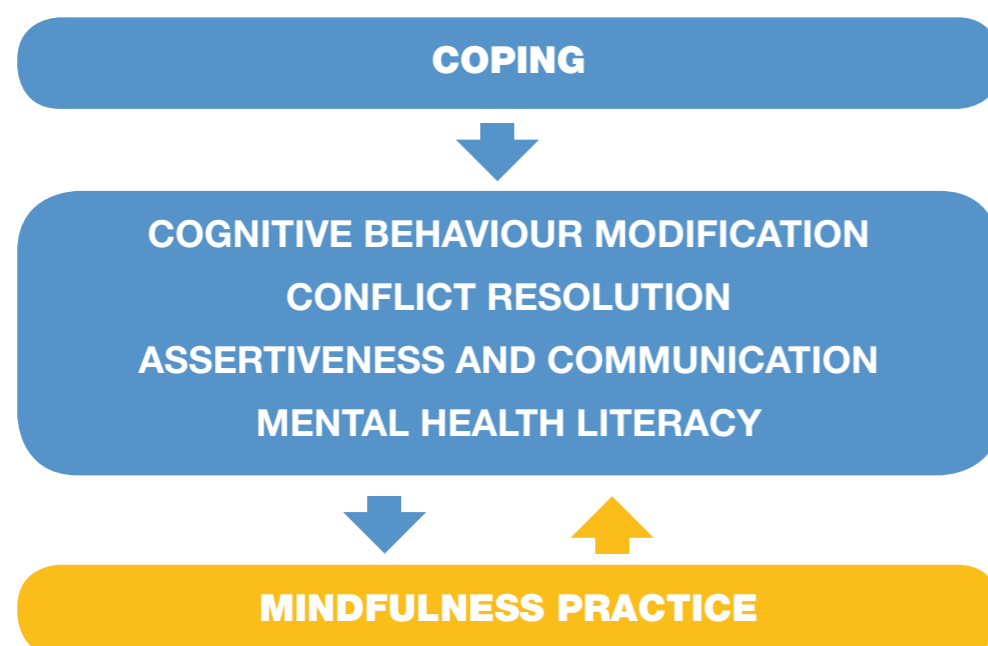 COPING
COGNITIVE BEHAVIOUR MODIFICATION
CONFLICT RESOLUTION
ASSERTIVENESS AND COMMUNICATION
MENTAL HEALTH LITERACY
MINDFULNESS PRACTICE